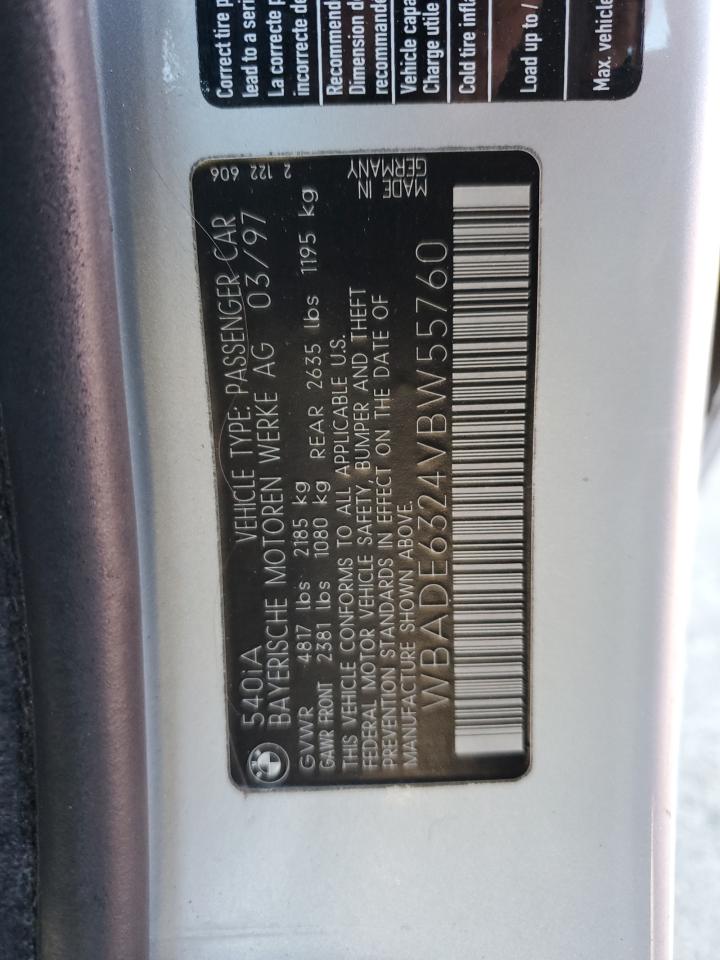 Correct tire p
lead to a seri
La correcte p
incorrecte de
Recommend
Dimension d
recommande
Vehicle capa
Charge utile
Cold tire infla
Load up to /
Max. vehicle
540iA VEHICLE TYPE: PASSENGER CAR 2 122 606
BAYERISCHE MOTOREN WERKE AG 03/97
GVWR 4817 lbs 2185 kg
GAWR FRONT 2381 lbs 1080 kg REAR 2635 lbs 1195 kg
THIS VEHICLE CONFORMS TO ALL APPLICABLE U.S.
FEDERAL MOTOR VEHICLE SAFETY, BUMPER AND THEFT
PREVENTION STANDARDS IN EFFECT ON THE DATE OF
MANUFACTURE SHOWN ABOVE.
MADE IN
GERMANY
WBADE6324VBW55760